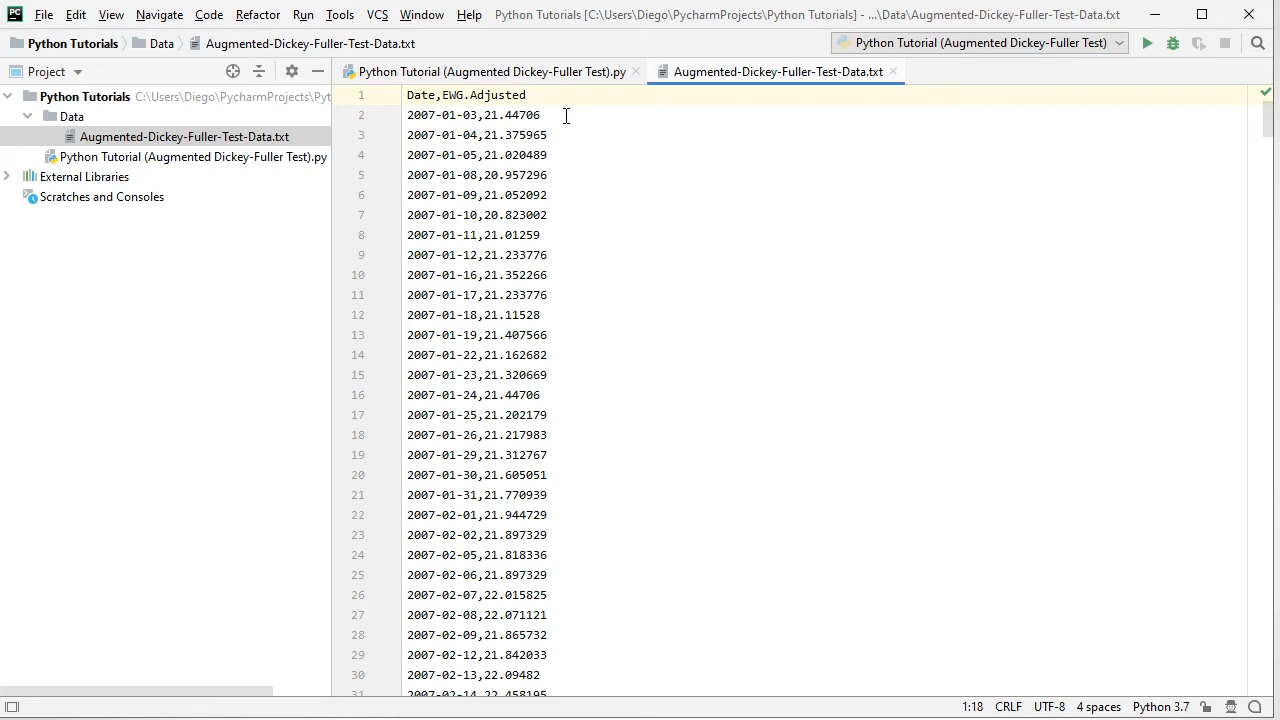 PC File Edit View Navigate Code Refactor Run Tools VCS Window Help Python Tutorials [C:\Users\Diego\PycharmProjects\Python Tutorials] - ...\Data\Augmented-Dickey-Fuller-Test-Data.txt
Python Tutorials Data Augmented-Dickey-Fuller-Test-Data.txt Python Tutorial (Augmented Dickey-Fuller Test)
Project Python Tutorial (Augmented Dickey-Fuller Test).py Augmented-Dickey-Fuller-Test-Data.txt
Python Tutorials C:\Users\Diego\PycharmProjects\Pyt
Data
Augmented-Dickey-Fuller-Test-Data.txt
Python Tutorial (Augmented Dickey-Fuller Test).py
External Libraries
Scratches and Consoles
1 Date,EWG.Adjusted
2 2007-01-03,21.44706
3 2007-01-04,21.375965
4 2007-01-05,21.020489
5 2007-01-08,20.957296
6 2007-01-09,21.052092
7 2007-01-10,20.823002
8 2007-01-11,21.01259
9 2007-01-12,21.233776
10 2007-01-16,21.352266
11 2007-01-17,21.233776
12 2007-01-18,21.11528
13 2007-01-19,21.407566
14 2007-01-22,21.162682
15 2007-01-23,21.320669
16 2007-01-24,21.44706
17 2007-01-25,21.202179
18 2007-01-26,21.217983
19 2007-01-29,21.312767
20 2007-01-30,21.605051
21 2007-01-31,21.770939
22 2007-02-01,21.944729
23 2007-02-02,21.897329
24 2007-02-05,21.818336
25 2007-02-06,21.897329
26 2007-02-07,22.015825
27 2007-02-08,22.071121
28 2007-02-09,21.865732
29 2007-02-12,21.842033
30 2007-02-13,22.09482
31 2007-02-14,22.458195
1:18 CRLF UTF-8 4 spaces Python 3.7